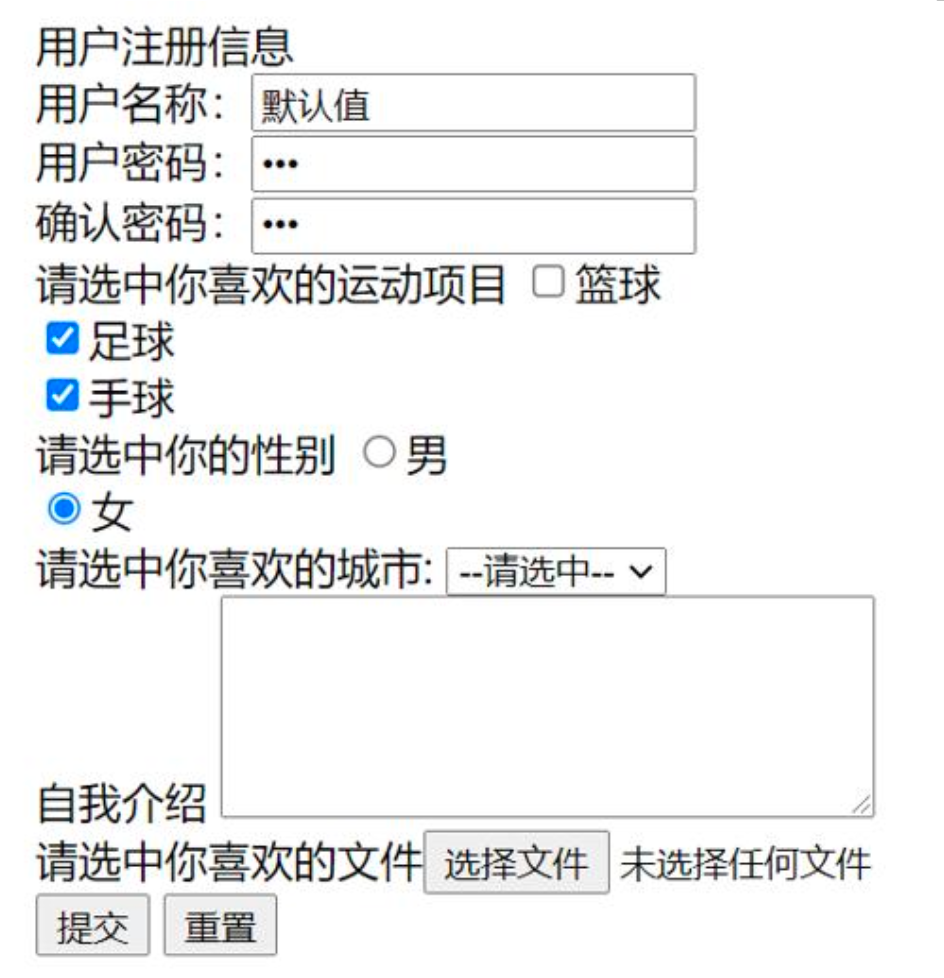 用户注册信息
用户名称：默认值
用户密码：•••
确认密码：•••
请选中你喜欢的运动项目 篮球
足球
手球
请选中你的性别 男
女
请选中你喜欢的城市: --请选中--
自我介绍
请选中你喜欢的文件 选择文件 未选择任何文件
提交 重置